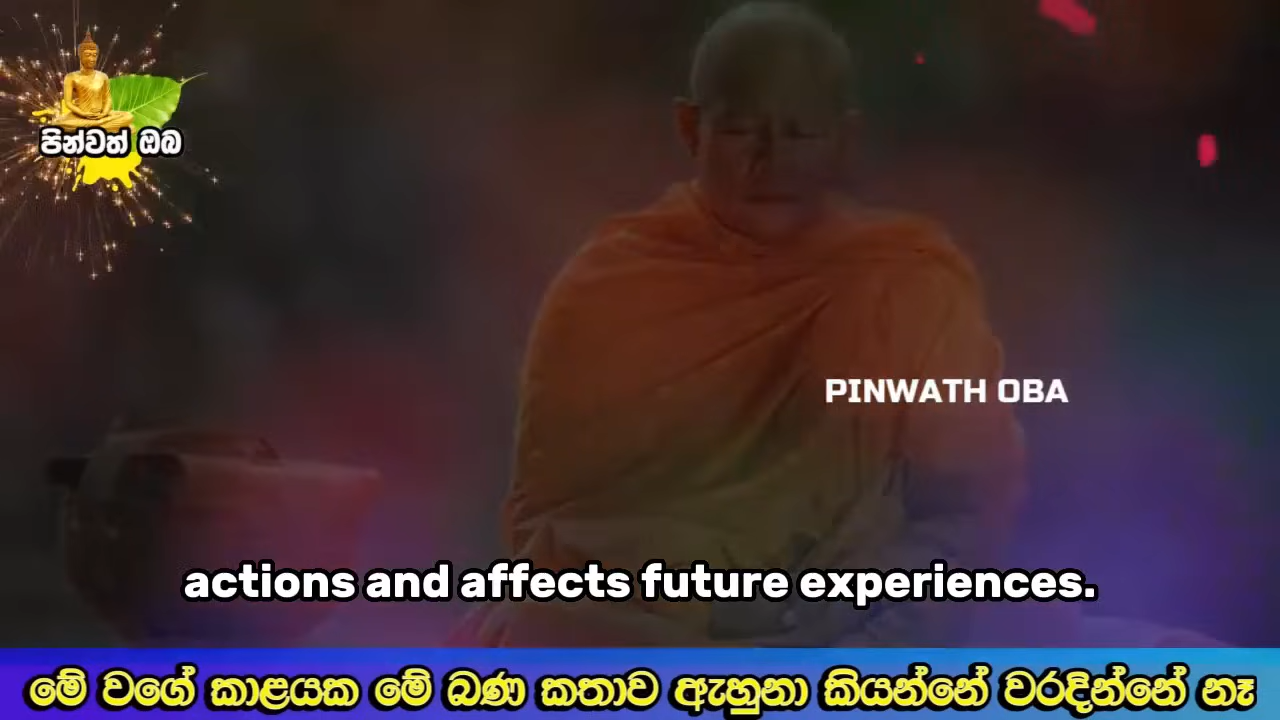 පින්වත් ඔබ
PINWATH OBA
actions and affects future experiences.
මේ වගේ කාළයක මේ බණ කතාව ඇහුනා කියන්නේ වරදින්නේ නෑ